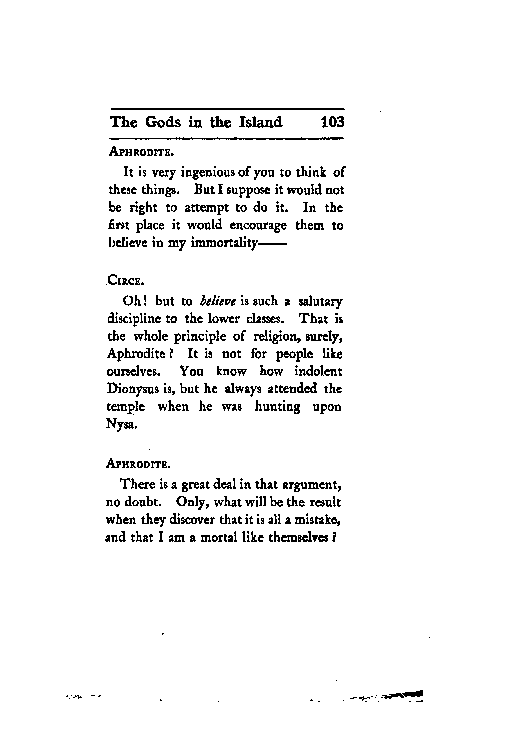 The Gods in the Island 103
APHRODITE.
It is very ingenious of you to think of
these things. But I suppose it would not
be right to attempt to do it. In the
first place it would encourage them to
believe in my immortality——
CIRCE.
Oh! but to believe is such a salutary
discipline to the lower classes. That is
the whole principle of religion, surely,
Aphrodite? It is not for people like
ourselves. You know how indolent
Dionysus is, but he always attended the
temple when he was hunting upon
Nysa.
APHRODITE.
There is a great deal in that argument,
no doubt. Only, what will be the result
when they discover that it is all a mistake,
and that I am a mortal like themselves?